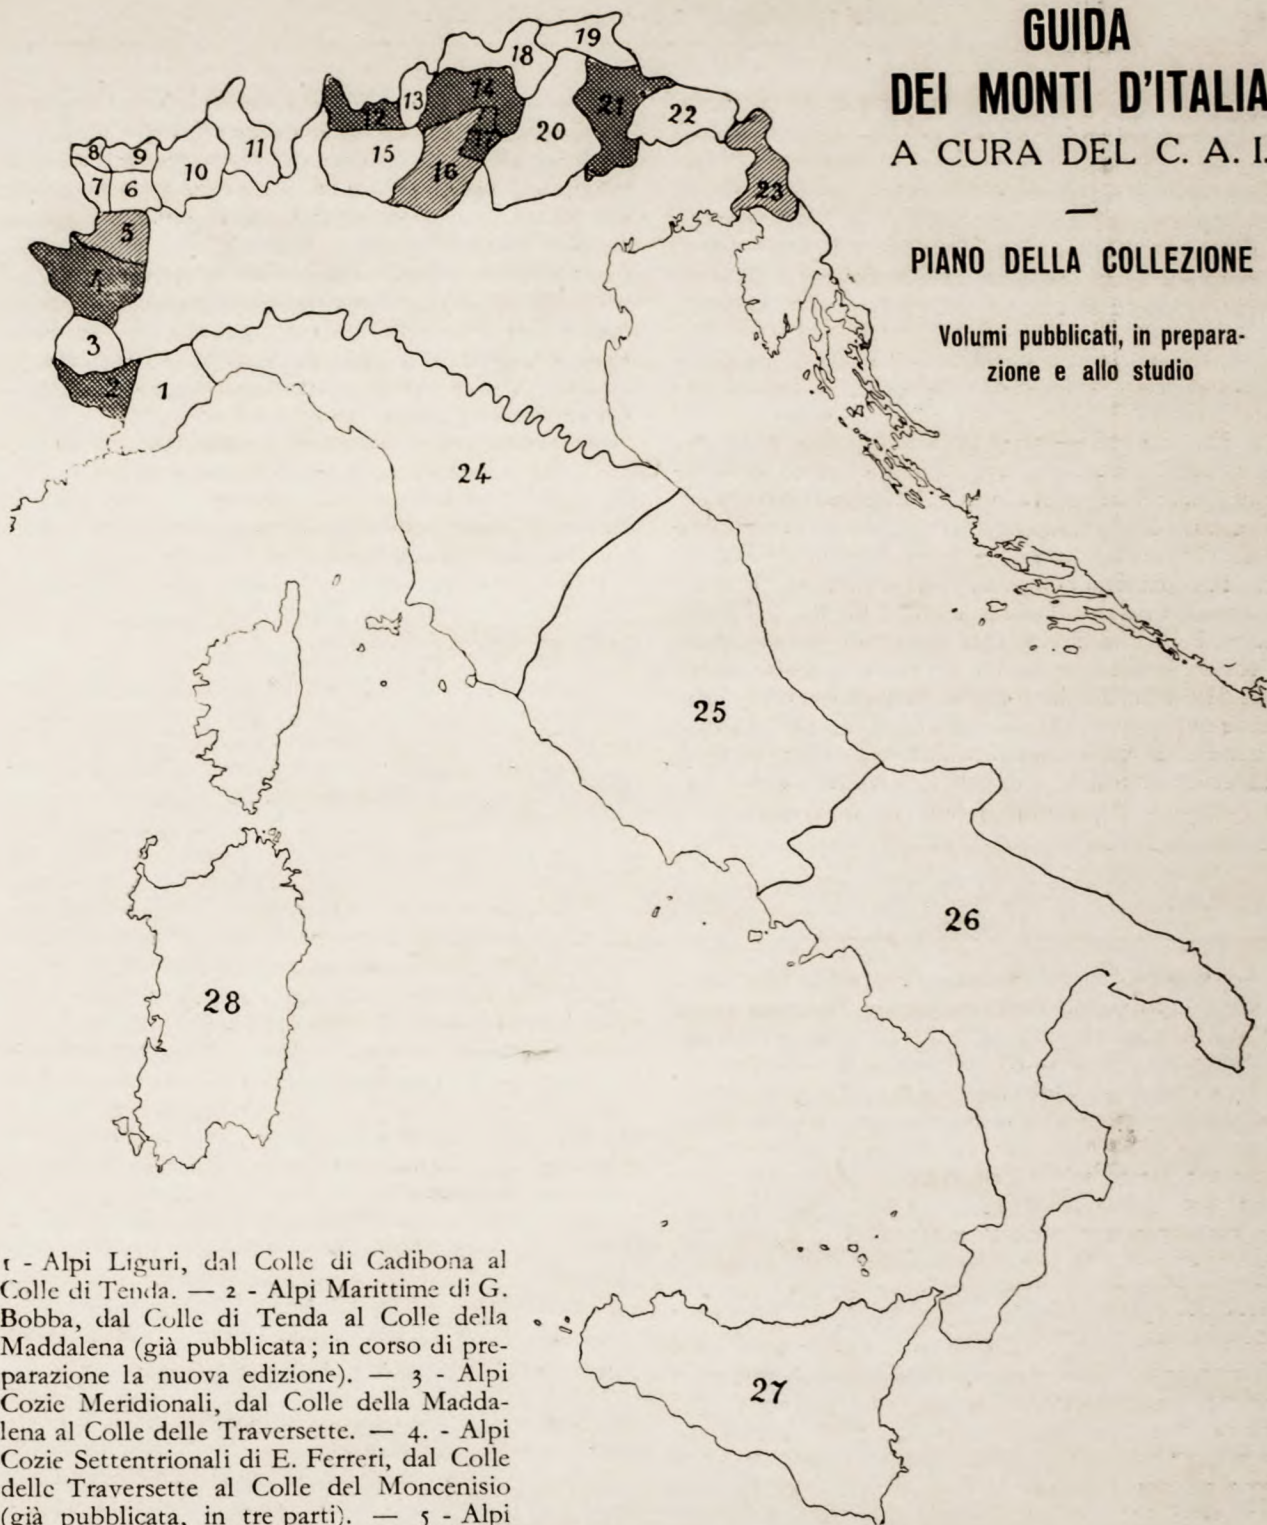 GUIDA
DEI MONTI D'ITALIA
A CURA DEL C. A. I.
PIANO DELLA COLLEZIONE
Volumi pubblicati, in prepara-
zione e allo studio
19
18
14
13
12
21
22
17
20
15
16
11
10
8
9
7
6
23
5
4
3
2
1
24
25
26
28
27
1 - Alpi Liguri, dal Colle di Cadibona al
Colle di Tenda. — 2 - Alpi Marittime di G.
Bobba, dal Colle di Tenda al Colle della
Maddalena (già pubblicata; in corso di pre-
parazione la nuova edizione). — 3 - Alpi
Cozie Meridionali, dal Colle della Madda-
lena al Colle delle Traversette. — 4. - Alpi
Cozie Settentrionali di E. Ferreri, dal Colle
delle Traversette al Colle del Moncenisio
(già pubblicata, in tre parti). — 5 - Alpi